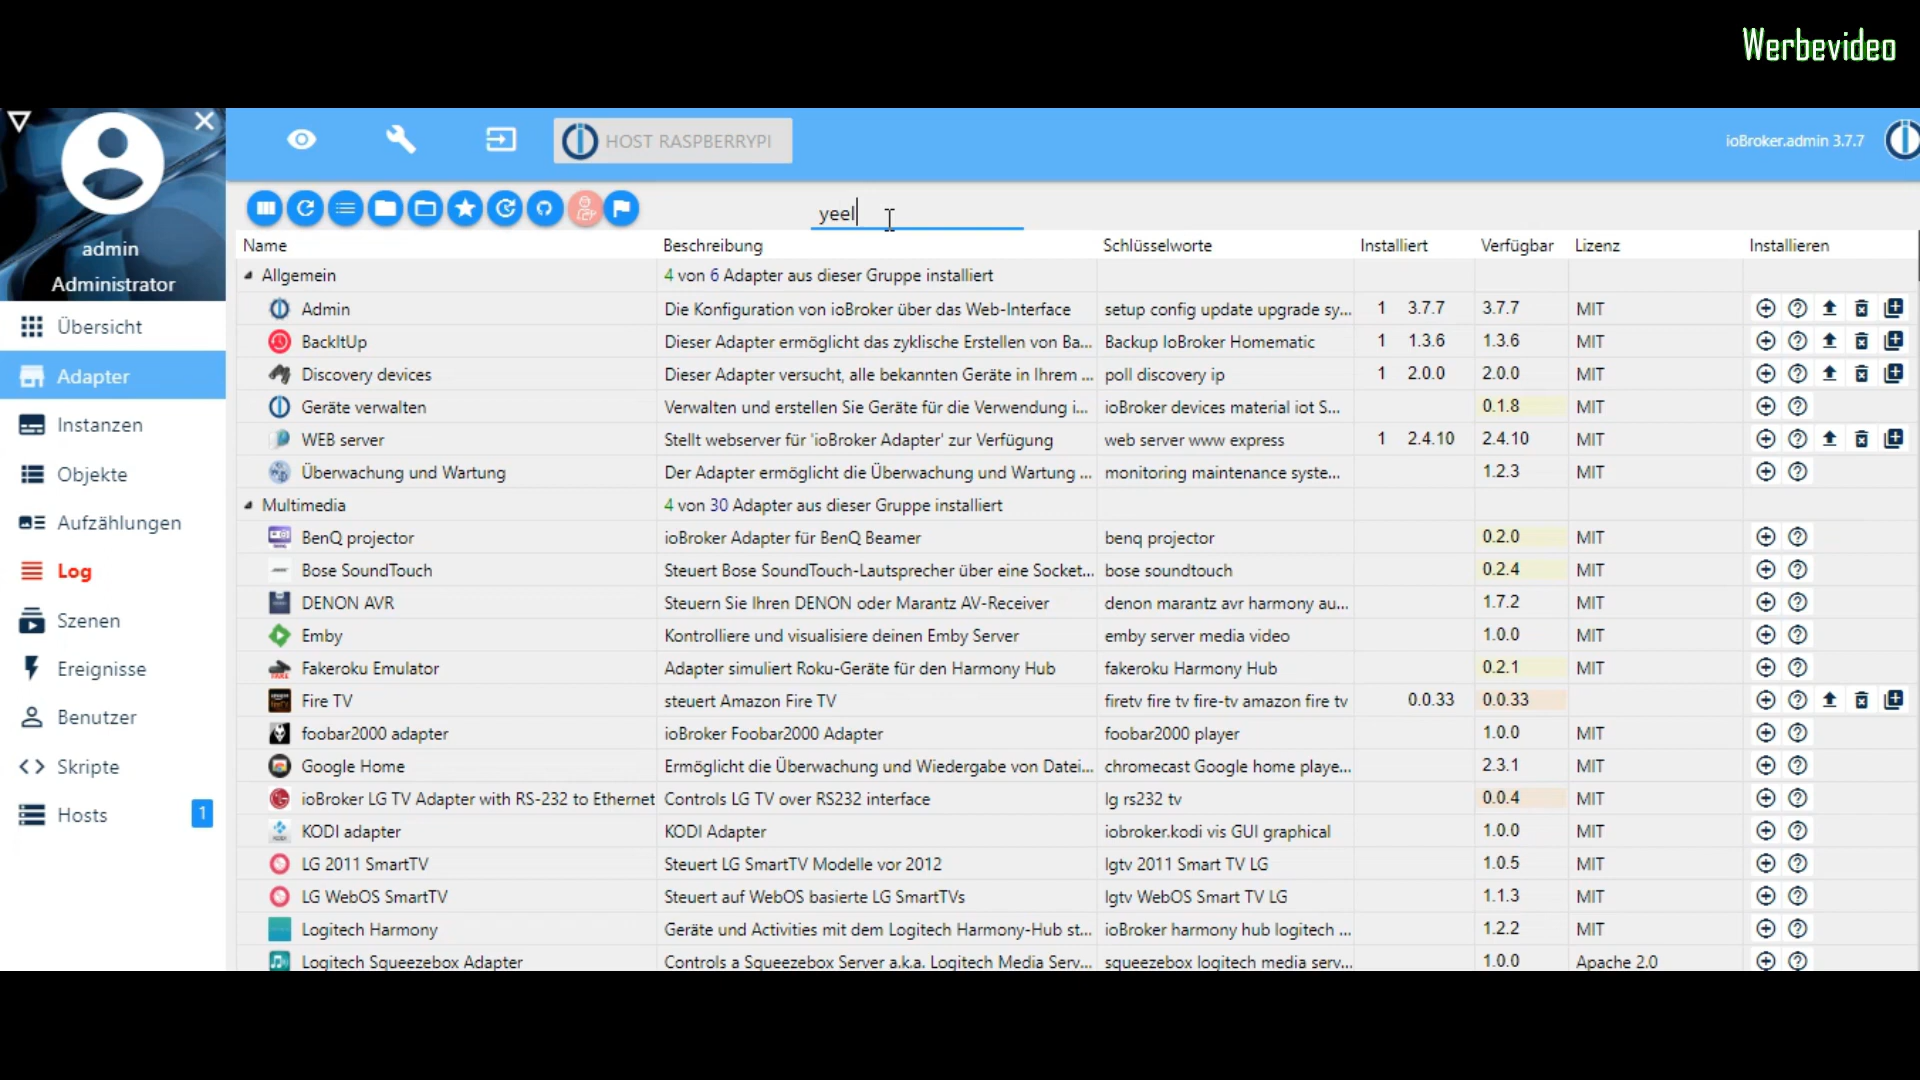 Werbevideo
HOST RASPBERRYPI
ioBroker.admin 3.7.7
admin
Administrator
Übersicht
Adapter
Instanzen
Objekte
Aufzählungen
Log
Szenen
Ereignisse
Benutzer
Skripte
Hosts 1
yeel
Name Beschreibung Schlüsselworte Installiert Verfügbar Lizenz Installieren
Allgemein 4 von 6 Adapter aus dieser Gruppe installiert
Admin Die Konfiguration von ioBroker über das Web-Interface setup config update upgrade sy... 1 3.7.7 3.7.7 MIT
BackItUp Dieser Adapter ermöglicht das zyklische Erstellen von Ba... Backup IoBroker Homematic 1 1.3.6 1.3.6 MIT
Discovery devices Dieser Adapter versucht, alle bekannten Geräte in Ihrem ... poll discovery ip 1 2.0.0 2.0.0 MIT
Geräte verwalten Verwalten und erstellen Sie Geräte für die Verwendung i... ioBroker devices material iot S... 0.1.8 MIT
WEB server Stellt webserver für 'ioBroker Adapter' zur Verfügung web server www express 1 2.4.10 2.4.10 MIT
Überwachung und Wartung Der Adapter ermöglicht die Überwachung und Wartung ... monitoring maintenance syste... 1.2.3 MIT
Multimedia 4 von 30 Adapter aus dieser Gruppe installiert
BenQ projector ioBroker Adapter für BenQ Beamer benq projector 0.2.0 MIT
Bose SoundTouch Steuert Bose SoundTouch-Lautsprecher über eine Socket... bose soundtouch 0.2.4 MIT
DENON AVR Steuern Sie Ihren DENON oder Marantz AV-Receiver denon marantz avr harmony au... 1.7.2 MIT
Emby Kontrolliere und visualisiere deinen Emby Server emby server media video 1.0.0 MIT
Fakeroku Emulator Adapter simuliert Roku-Geräte für den Harmony Hub fakeroku Harmony Hub 0.2.1 MIT
Fire TV steuert Amazon Fire TV firetv fire tv fire-tv amazon fire tv 0.0.33 0.0.33
foobar2000 adapter ioBroker Foobar2000 Adapter foobar2000 player 1.0.0 MIT
Google Home Ermöglicht die Überwachung und Wiedergabe von Datei... chromecast Google home playe... 2.3.1 MIT
ioBroker LG TV Adapter with RS-232 to Ethernet Controls LG TV over RS232 interface lg rs232 tv 0.0.4 MIT
KODI adapter KODI Adapter iobroker.kodi vis GUI graphical 1.0.0 MIT
LG 2011 SmartTV Steuert LG SmartTV Modelle vor 2012 lgtv 2011 Smart TV LG 1.0.5 MIT
LG WebOS SmartTV Steuert auf WebOS basierte LG SmartTVs lgtv WebOS Smart TV LG 1.1.3 MIT
Logitech Harmony Geräte und Activities mit dem Logitech Harmony-Hub st... ioBroker harmony hub logitech ... 1.2.2 MIT
Logitech Squeezebox Adapter Controls a Squeezebox Server a.k.a. Logitech Media Serv... squeezebox logitech media serv... 1.0.0 Apache 2.0